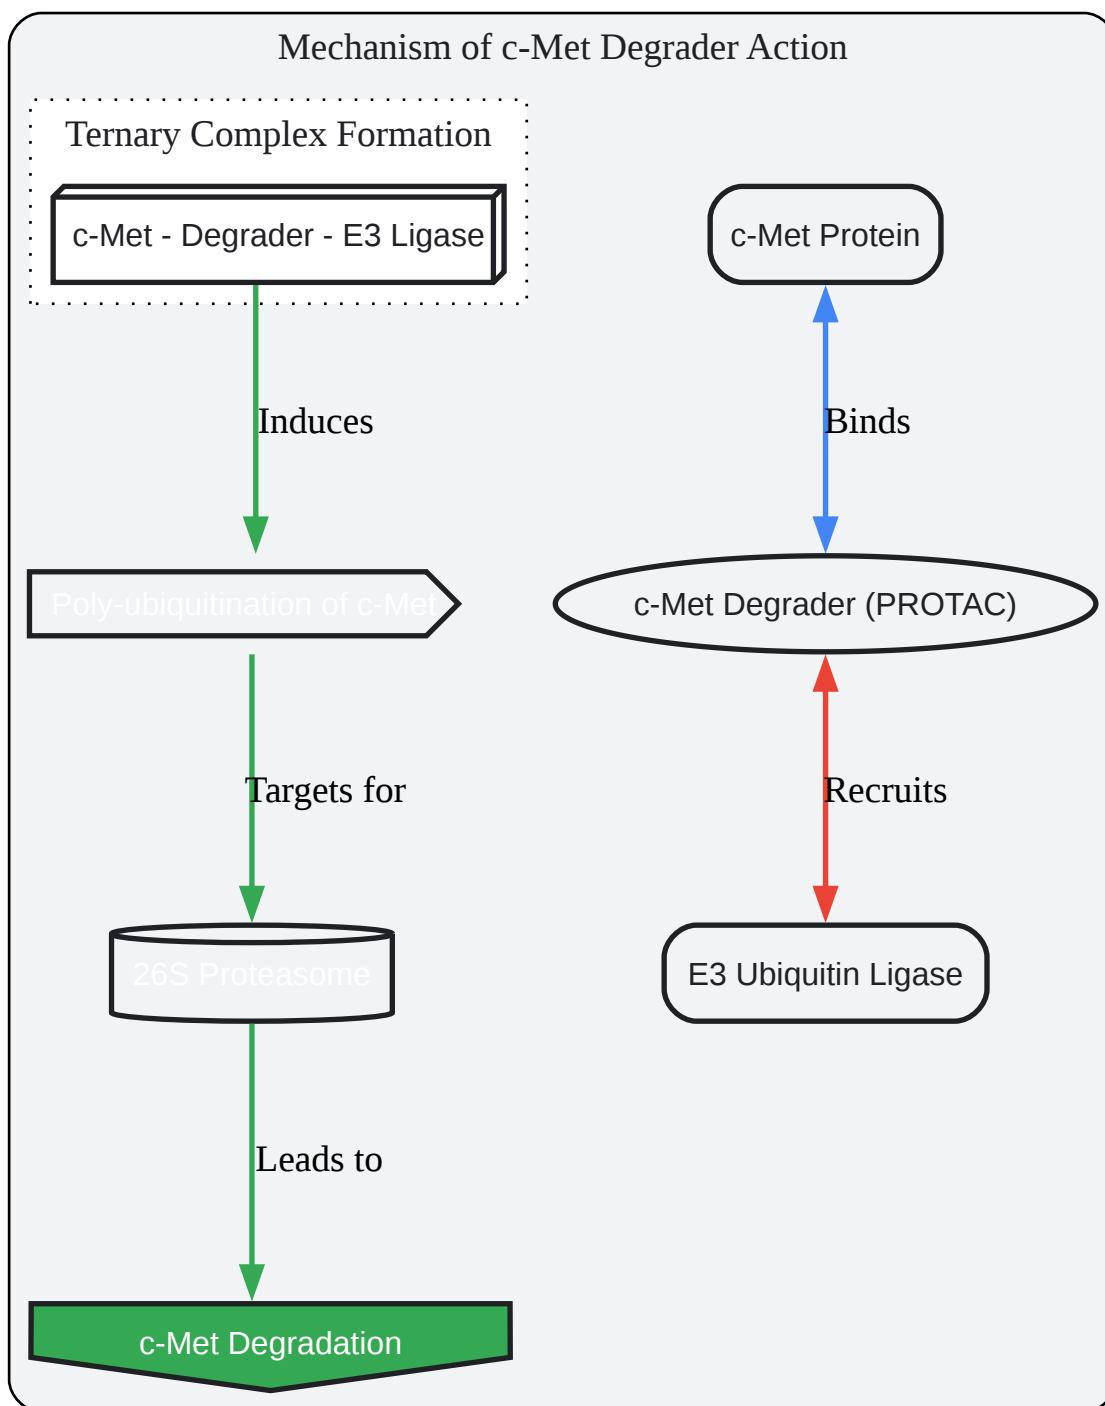 Mechanism of c-Met Degrader Action
Ternary Complex Formation
c-Met - Degrader - E3 Ligase
Induces
Poly-ubiquitination of c-Met
Targets for
26S Proteasome
Leads to
c-Met Degradation
c-Met Protein
Binds
c-Met Degrader (PROTAC)
Recruits
E3 Ubiquitin Ligase